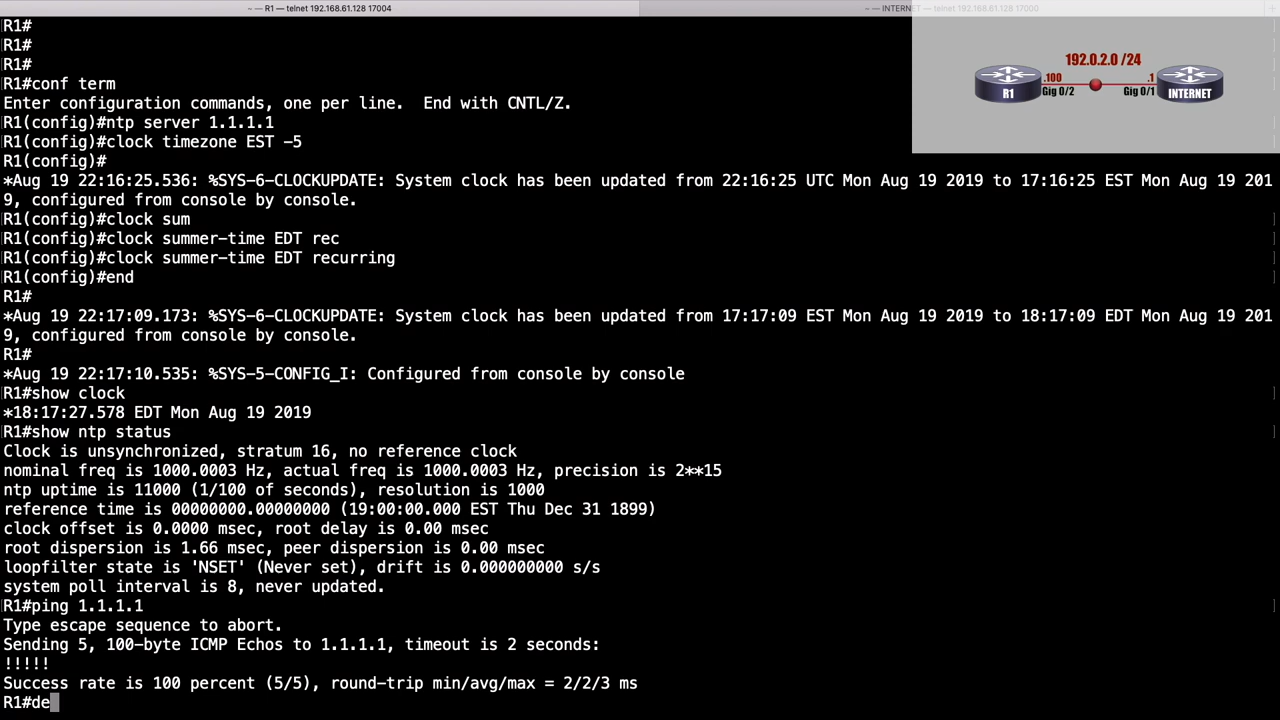 ~ — R1 — telnet 192.168.61.128 17004
~ — INTERNET — telnet 192.168.61.128 17000
R1#
R1#
R1#
R1#conf term
Enter configuration commands, one per line.  End with CNTL/Z.
R1(config)#ntp server 1.1.1.1
R1(config)#clock timezone EST -5
R1(config)#
*Aug 19 22:16:25.536: %SYS-6-CLOCKUPDATE: System clock has been updated from 22:16:25 UTC Mon Aug 19 2019 to 17:16:25 EST Mon Aug 19 201
9, configured from console by console.
R1(config)#clock sum
R1(config)#clock summer-time EDT rec
R1(config)#clock summer-time EDT recurring
R1(config)#end
R1#
*Aug 19 22:17:09.173: %SYS-6-CLOCKUPDATE: System clock has been updated from 17:17:09 EST Mon Aug 19 2019 to 18:17:09 EDT Mon Aug 19 201
9, configured from console by console.
R1#
*Aug 19 22:17:10.535: %SYS-5-CONFIG_I: Configured from console by console
R1#show clock
*18:17:27.578 EDT Mon Aug 19 2019
R1#show ntp status
Clock is unsynchronized, stratum 16, no reference clock
nominal freq is 1000.0003 Hz, actual freq is 1000.0003 Hz, precision is 2**15
ntp uptime is 11000 (1/100 of seconds), resolution is 1000
reference time is 00000000.00000000 (19:00:00.000 EST Thu Dec 31 1899)
clock offset is 0.0000 msec, root delay is 0.00 msec
root dispersion is 1.66 msec, peer dispersion is 0.00 msec
loopfilter state is 'NSET' (Never set), drift is 0.000000000 s/s
system poll interval is 8, never updated.
R1#ping 1.1.1.1
Type escape sequence to abort.
Sending 5, 100-byte ICMP Echos to 1.1.1.1, timeout is 2 seconds:
!!!!!
Success rate is 100 percent (5/5), round-trip min/avg/max = 2/2/3 ms
R1#de
192.0.2.0 /24
.100
.1
R1
Gig 0/2
Gig 0/1
INTERNET